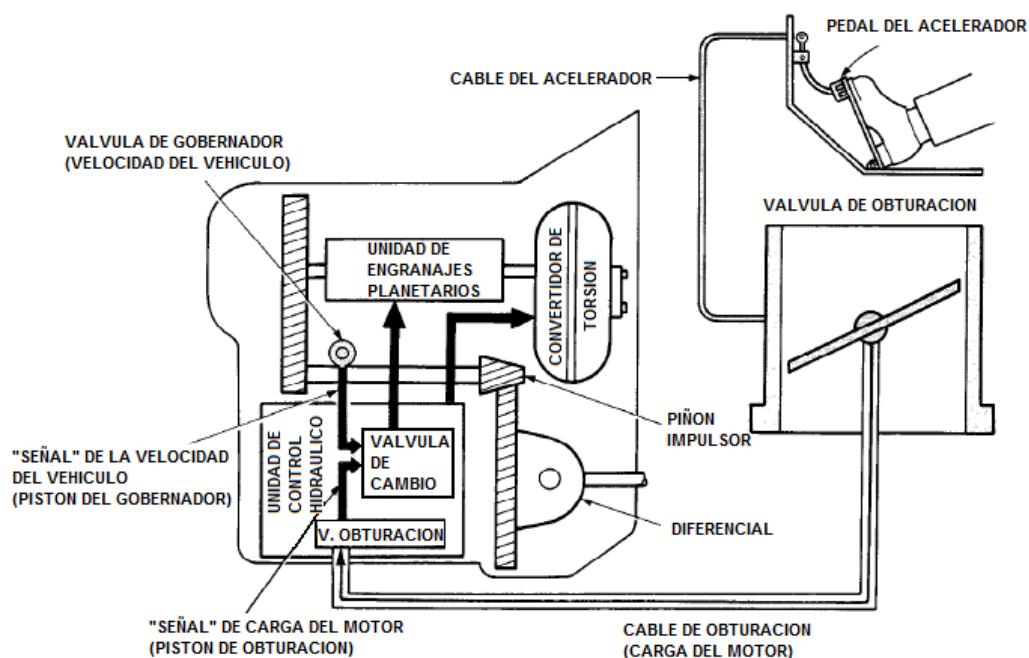 PEDAL DEL ACELERADOR
CABLE DEL ACELERADOR
VALVULA DE GOBERNADOR
(VELOCIDAD DEL VEHICULO)
VALVULA DE OBTURACION
UNIDAD DE
ENGRANAJES
PLANETARIOS
CONVERTIDOR DE
TORSION
PIÑON
IMPULSOR
"SEÑAL" DE LA VELOCIDAD
DEL VEHICULO
(PISTON DEL GOBERNADOR)
UNIDAD DE
CONTROL
HIDRAULICO
VALVULA
DE
CAMBIO
V. OBTURACION
DIFERENCIAL
"SEÑAL" DE CARGA DEL MOTOR
(PISTON DE OBTURACION)
CABLE DE OBTURACION
(CARGA DEL MOTOR)